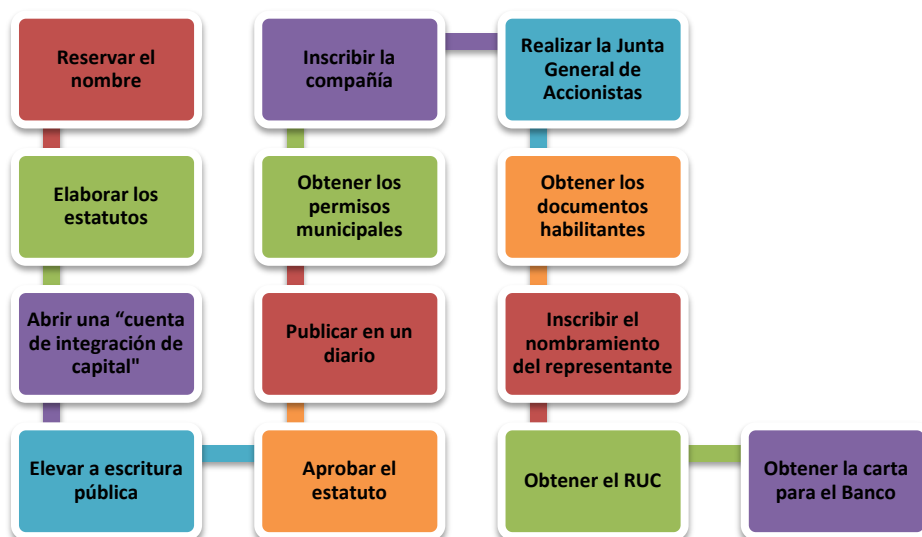 Reservar el
nombre
Elaborar los
estatutos
Abrir una “cuenta
de integración de
capital"
Elevar a escritura
pública
Aprobar el
estatuto
Publicar en un
diario
Obtener los
permisos
municipales
Inscribir la
compañía
Realizar la Junta
General de
Accionistas
Obtener los
documentos
habilitantes
Inscribir el
nombramiento
del representante
Obtener el RUC
Obtener la carta
para el Banco